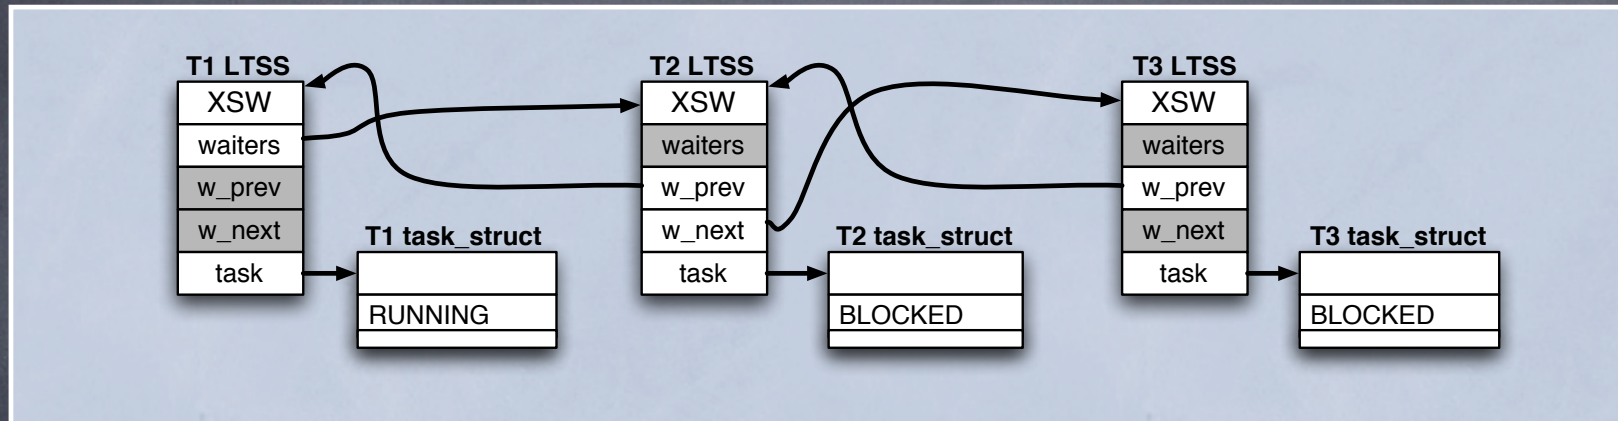 T1 LTSS
XSW
waiters
w_prev
w_next
task
T1 task_struct
RUNNING
T2 LTSS
XSW
waiters
w_prev
w_next
task
T2 task_struct
BLOCKED
T3 LTSS
XSW
waiters
w_prev
w_next
task
T3 task_struct
BLOCKED